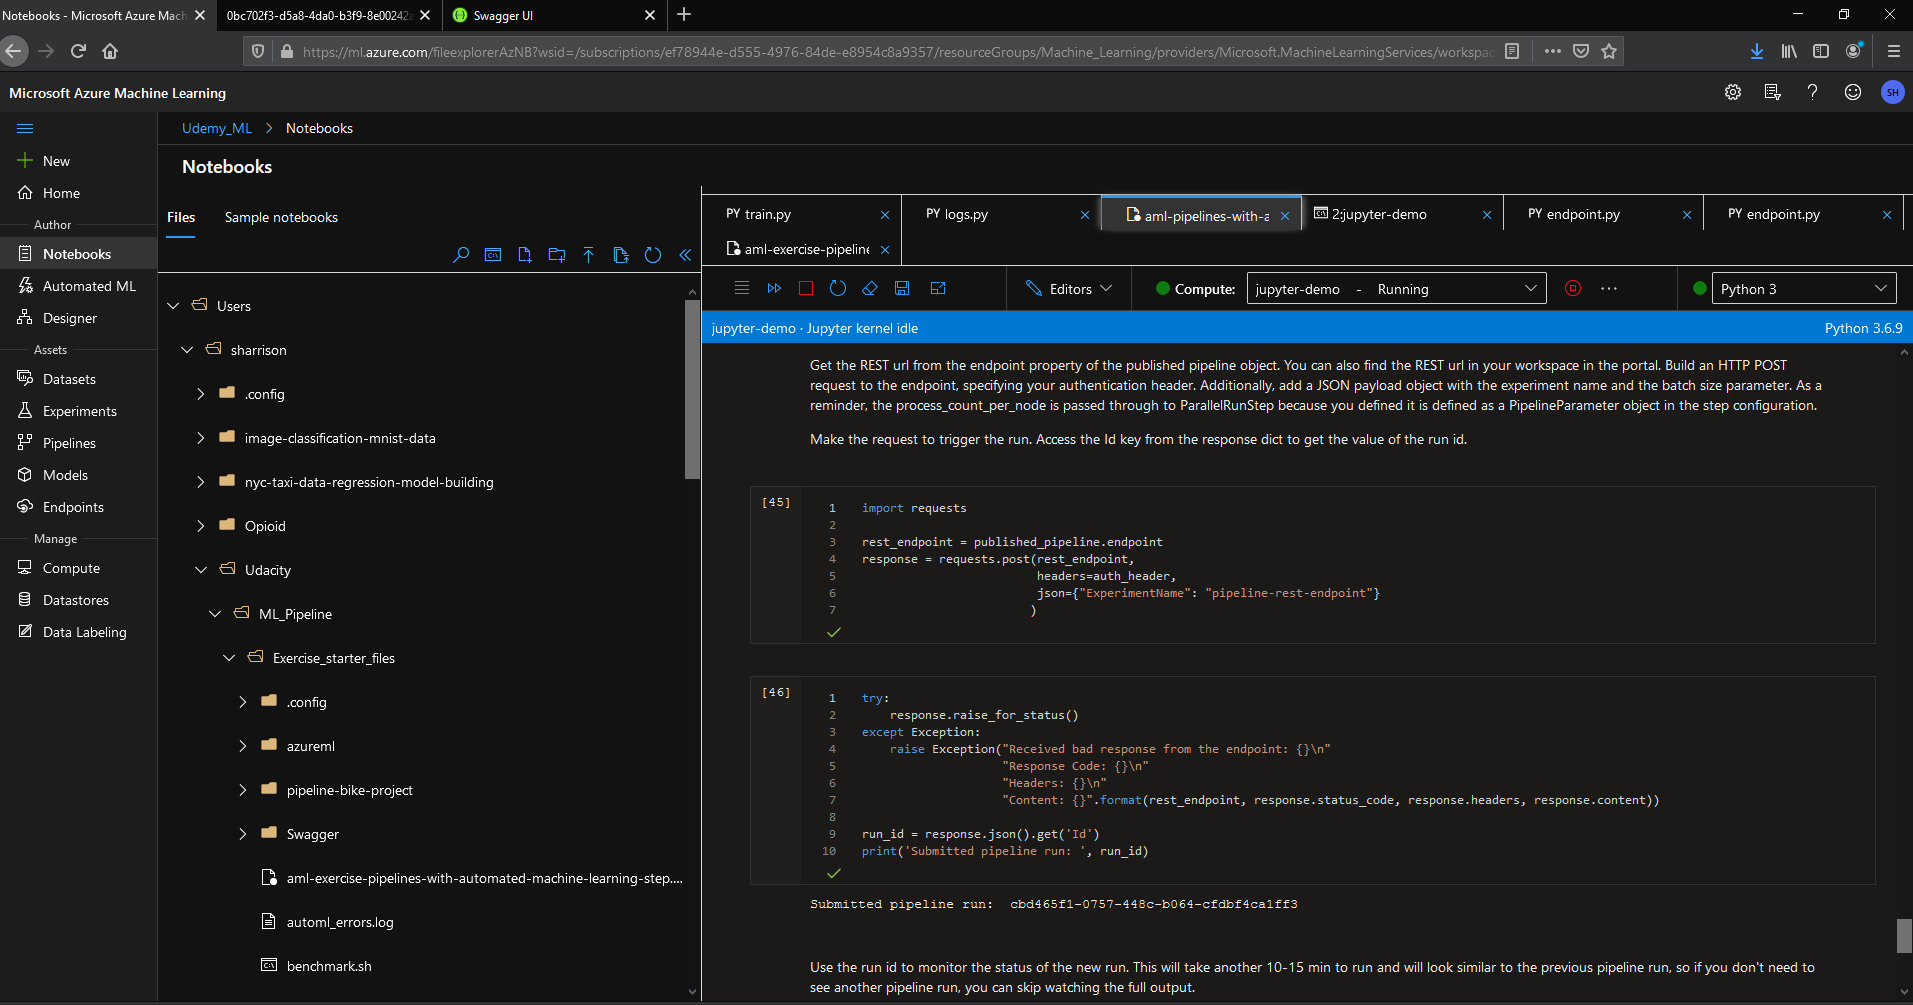 Notebooks - Microsoft Azure Mach
0bc702f3-d5a8-4da0-b3f9-8e00242a
Swagger UI
https://ml.azure.com/fileexplorerAzNB?wsid=/subscriptions/ef78944e-d555-4976-84de-e8954c8a9357/resourceGroups/Machine_Learning/providers/Microsoft.MachineLearningServices/workspac
Microsoft Azure Machine Learning
SH
Udemy_ML > Notebooks
New
Home
Author
Notebooks
Automated ML
Designer
Assets
Datasets
Experiments
Pipelines
Models
Endpoints
Manage
Compute
Datastores
Data Labeling
Notebooks
Files Sample notebooks
Users
sharrison
.config
image-classification-mnist-data
nyc-taxi-data-regression-model-building
Opioid
Udacity
ML_Pipeline
Exercise_starter_files
.config
azureml
pipeline-bike-project
Swagger
aml-exercise-pipelines-with-automated-machine-learning-step....
automl_errors.log
benchmark.sh
PY train.py
PY logs.py
aml-pipelines-with-a
2:jupyter-demo
PY endpoint.py
PY endpoint.py
aml-exercise-pipeline
Editors
Compute: jupyter-demo - Running
Python 3
jupyter-demo · Jupyter kernel idle
Python 3.6.9
Get the REST url from the endpoint property of the published pipeline object. You can also find the REST url in your workspace in the portal. Build an HTTP POST
request to the endpoint, specifying your authentication header. Additionally, add a JSON payload object with the experiment name and the batch size parameter. As a
reminder, the process_count_per_node is passed through to ParallelRunStep because you defined it is defined as a PipelineParameter object in the step configuration.
Make the request to trigger the run. Access the Id key from the response dict to get the value of the run id.
[45]
1 import requests
2
3 rest_endpoint = published_pipeline.endpoint
4 response = requests.post(rest_endpoint,
5 headers=auth_header,
6 json={"ExperimentName": "pipeline-rest-endpoint"}
7 )
[46]
1 try:
2 response.raise_for_status()
3 except Exception:
4 raise Exception("Received bad response from the endpoint: {}\n"
5 "Response Code: {}\n"
6 "Headers: {}\n"
7 "Content: {}".format(rest_endpoint, response.status_code, response.headers, response.content))
8
9 run_id = response.json().get('Id')
10 print('Submitted pipeline run: ', run_id)
Submitted pipeline run: cbd465f1-0757-448c-b064-cfdbf4ca1ff3
Use the run id to monitor the status of the new run. This will take another 10-15 min to run and will look similar to the previous pipeline run, so if you don't need to
see another pipeline run, you can skip watching the full output.